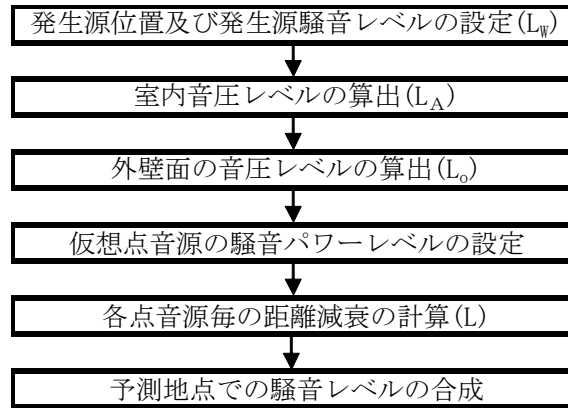 発生源位置及び発生源騒音レベルの設定(L_W)
室内音圧レベルの算出(L_A)
外壁面の音圧レベルの算出(L_o)
仮想点音源の騒音パワーレベルの設定
各点音源毎の距離減衰の計算(L)
予測地点での騒音レベルの合成